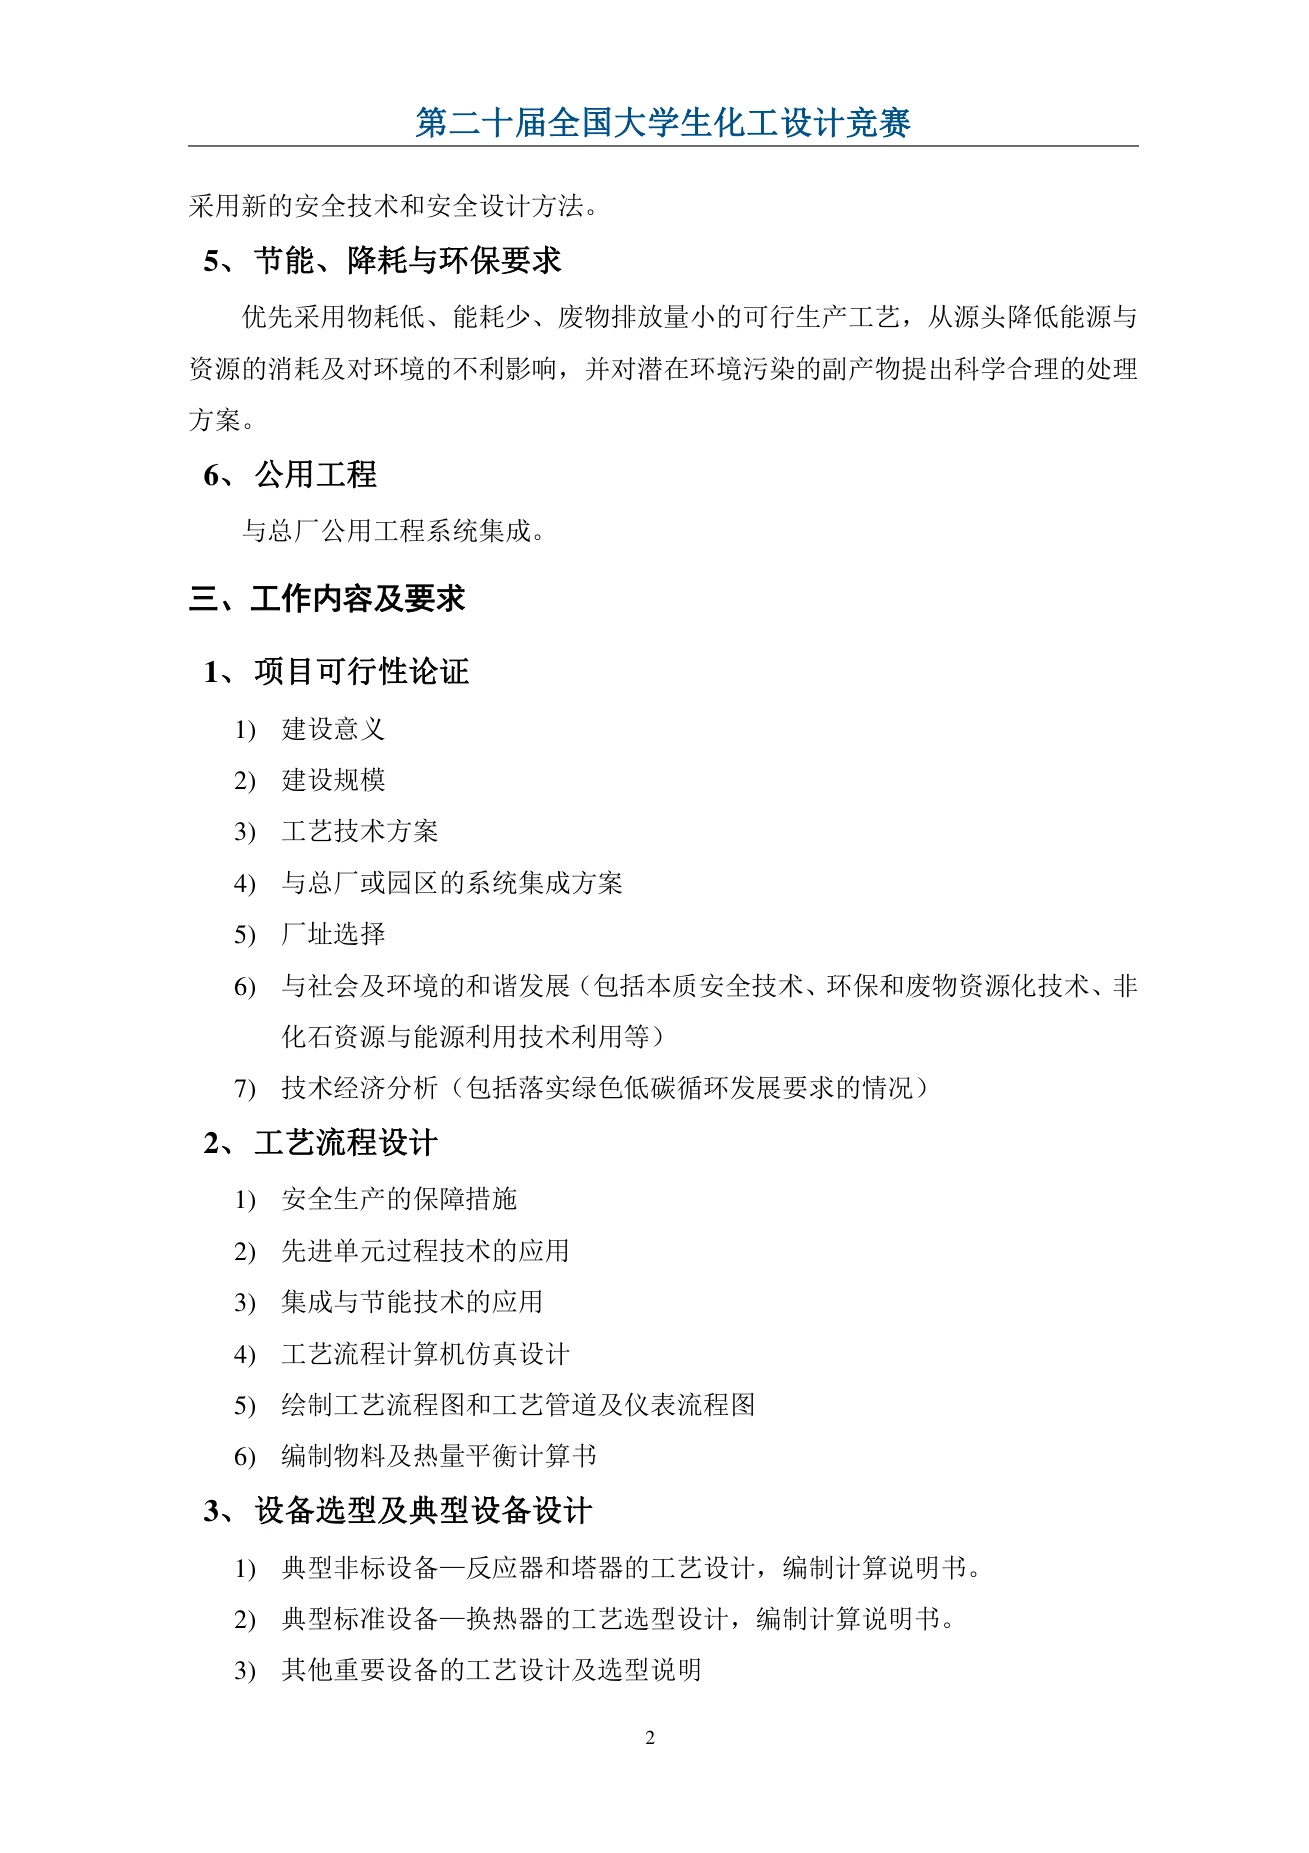 第二十届全国大学生化工设计竞赛
采用新的安全技术和安全设计方法。
5、 节能、降耗与环保要求
优先采用物耗低、能耗少、废物排放量小的可行生产工艺，从源头降低能源与
资源的消耗及对环境的不利影响，并对潜在环境污染的副产物提出科学合理的处理
方案。
6、 公用工程
与总厂公用工程系统集成。
三、工作内容及要求
1、 项目可行性论证
1) 建设意义
2) 建设规模
3) 工艺技术方案
4) 与总厂或园区的系统集成方案
5) 厂址选择
6) 与社会及环境的和谐发展（包括本质安全技术、环保和废物资源化技术、非
化石资源与能源利用技术利用等）
7) 技术经济分析（包括落实绿色低碳循环发展要求的情况）
2、 工艺流程设计
1) 安全生产的保障措施
2) 先进单元过程技术的应用
3) 集成与节能技术的应用
4) 工艺流程计算机仿真设计
5) 绘制工艺流程图和工艺管道及仪表流程图
6) 编制物料及热量平衡计算书
3、 设备选型及典型设备设计
1) 典型非标设备—反应器和塔器的工艺设计，编制计算说明书。
2) 典型标准设备—换热器的工艺选型设计，编制计算说明书。
3) 其他重要设备的工艺设计及选型说明
2